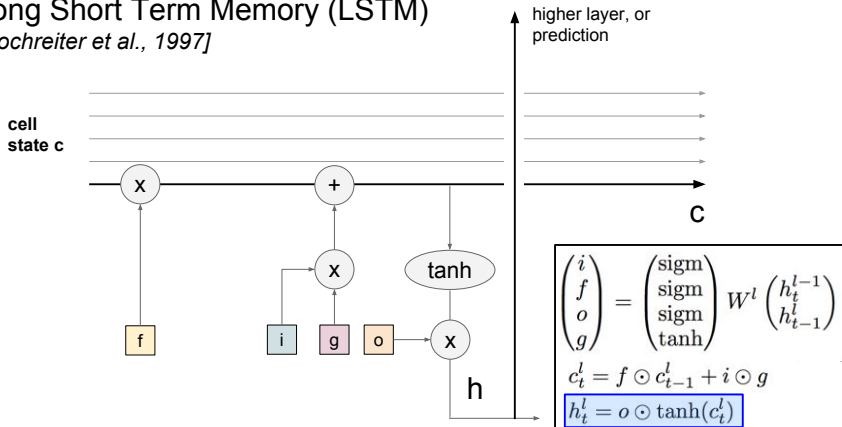 ong Short Term Memory (LSTM)
ochreiter et al., 1997]
higher layer, or
prediction
cell
state c
x
+
c
x
tanh
f
i
g
o
x
h
(i f o g) = (sigm sigm sigm tanh) W^l (h_t^{l-1} h_{t-1}^l)
c_t^l = f ⊙ c_{t-1}^l + i ⊙ g
h_t^l = o ⊙ tanh(c_t^l)